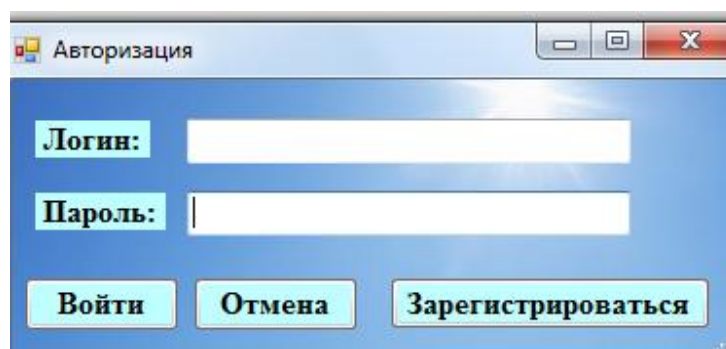 Авторизация
Логин:
Пароль:
Войти Отмена Зарегистрироваться